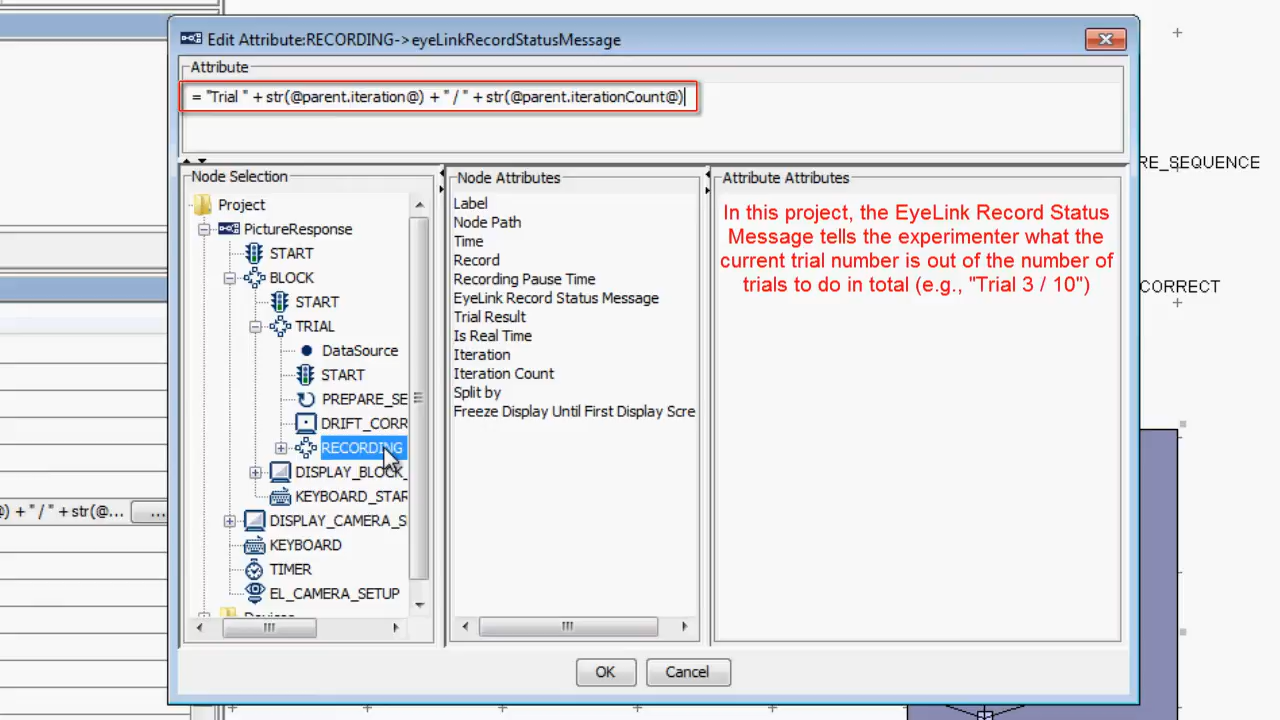 Edit Attribute:RECORDING->eyeLinkRecordStatusMessage
Attribute
= "Trial " + str(@parent.iteration@) + " / " + str(@parent.iterationCount@)
Node Selection
Project
PictureResponse
START
BLOCK
START
TRIAL
DataSource
START
PREPARE_SE
DRIFT_CORR
RECORDING
DISPLAY_BLOCK_
KEYBOARD_STAR
DISPLAY_CAMERA_S
KEYBOARD
TIMER
EL_CAMERA_SETUP
Node Attributes
Label
Node Path
Time
Record
Recording Pause Time
EyeLink Record Status Message
Trial Result
Is Real Time
Iteration
Iteration Count
Split by
Freeze Display Until First Display Scre
Attribute Attributes
In this project, the EyeLink Record Status
Message tells the experimenter what the
current trial number is out of the number of
trials to do in total (e.g., "Trial 3 / 10")
OK
Cancel
RE_SEQUENCE
CORRECT
@) + " / " + str(@...
...